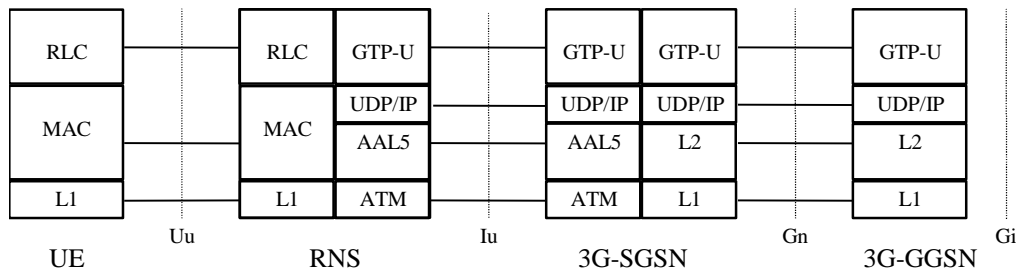 RLC RLC GTP-U GTP-U GTP-U GTP-U
UDP/IP UDP/IP UDP/IP UDP/IP
MAC MAC AAL5 AAL5 L2 L2
L1 L1 ATM ATM L1 L1
Uu Iu Gn Gi
UE RNS 3G-SGSN 3G-GGSN